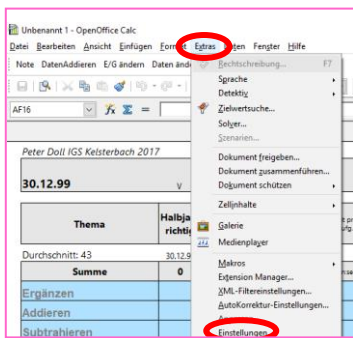 Unbenannt 1 - OpenOffice Calc
Datei Bearbeiten Ansicht Einfügen Format Extras Daten Fenster Hilfe
Note DatenAddieren E/G ändern Daten
Rechtschreibung... F7
Sprache
Detektiv
AF16
Zielwertsuche...
Solver...
Szenarien...
Peter Doll IGS Kelsterbach 2017
Dokument freigeben...
Dokument zusammenführen...
30.12.99 v
Dokument schützen
Zellinhalte
Thema
Halbja
richti
Galerie
Medienplayer
Durchschnitt: 43 30.12.9
Makros
Summe 0
Extension Manager...
XML-Filtereinstellungen...
Ergänzen
AutoKorrektur-Einstellungen...
Addieren
Subtrahieren
Einstellungen